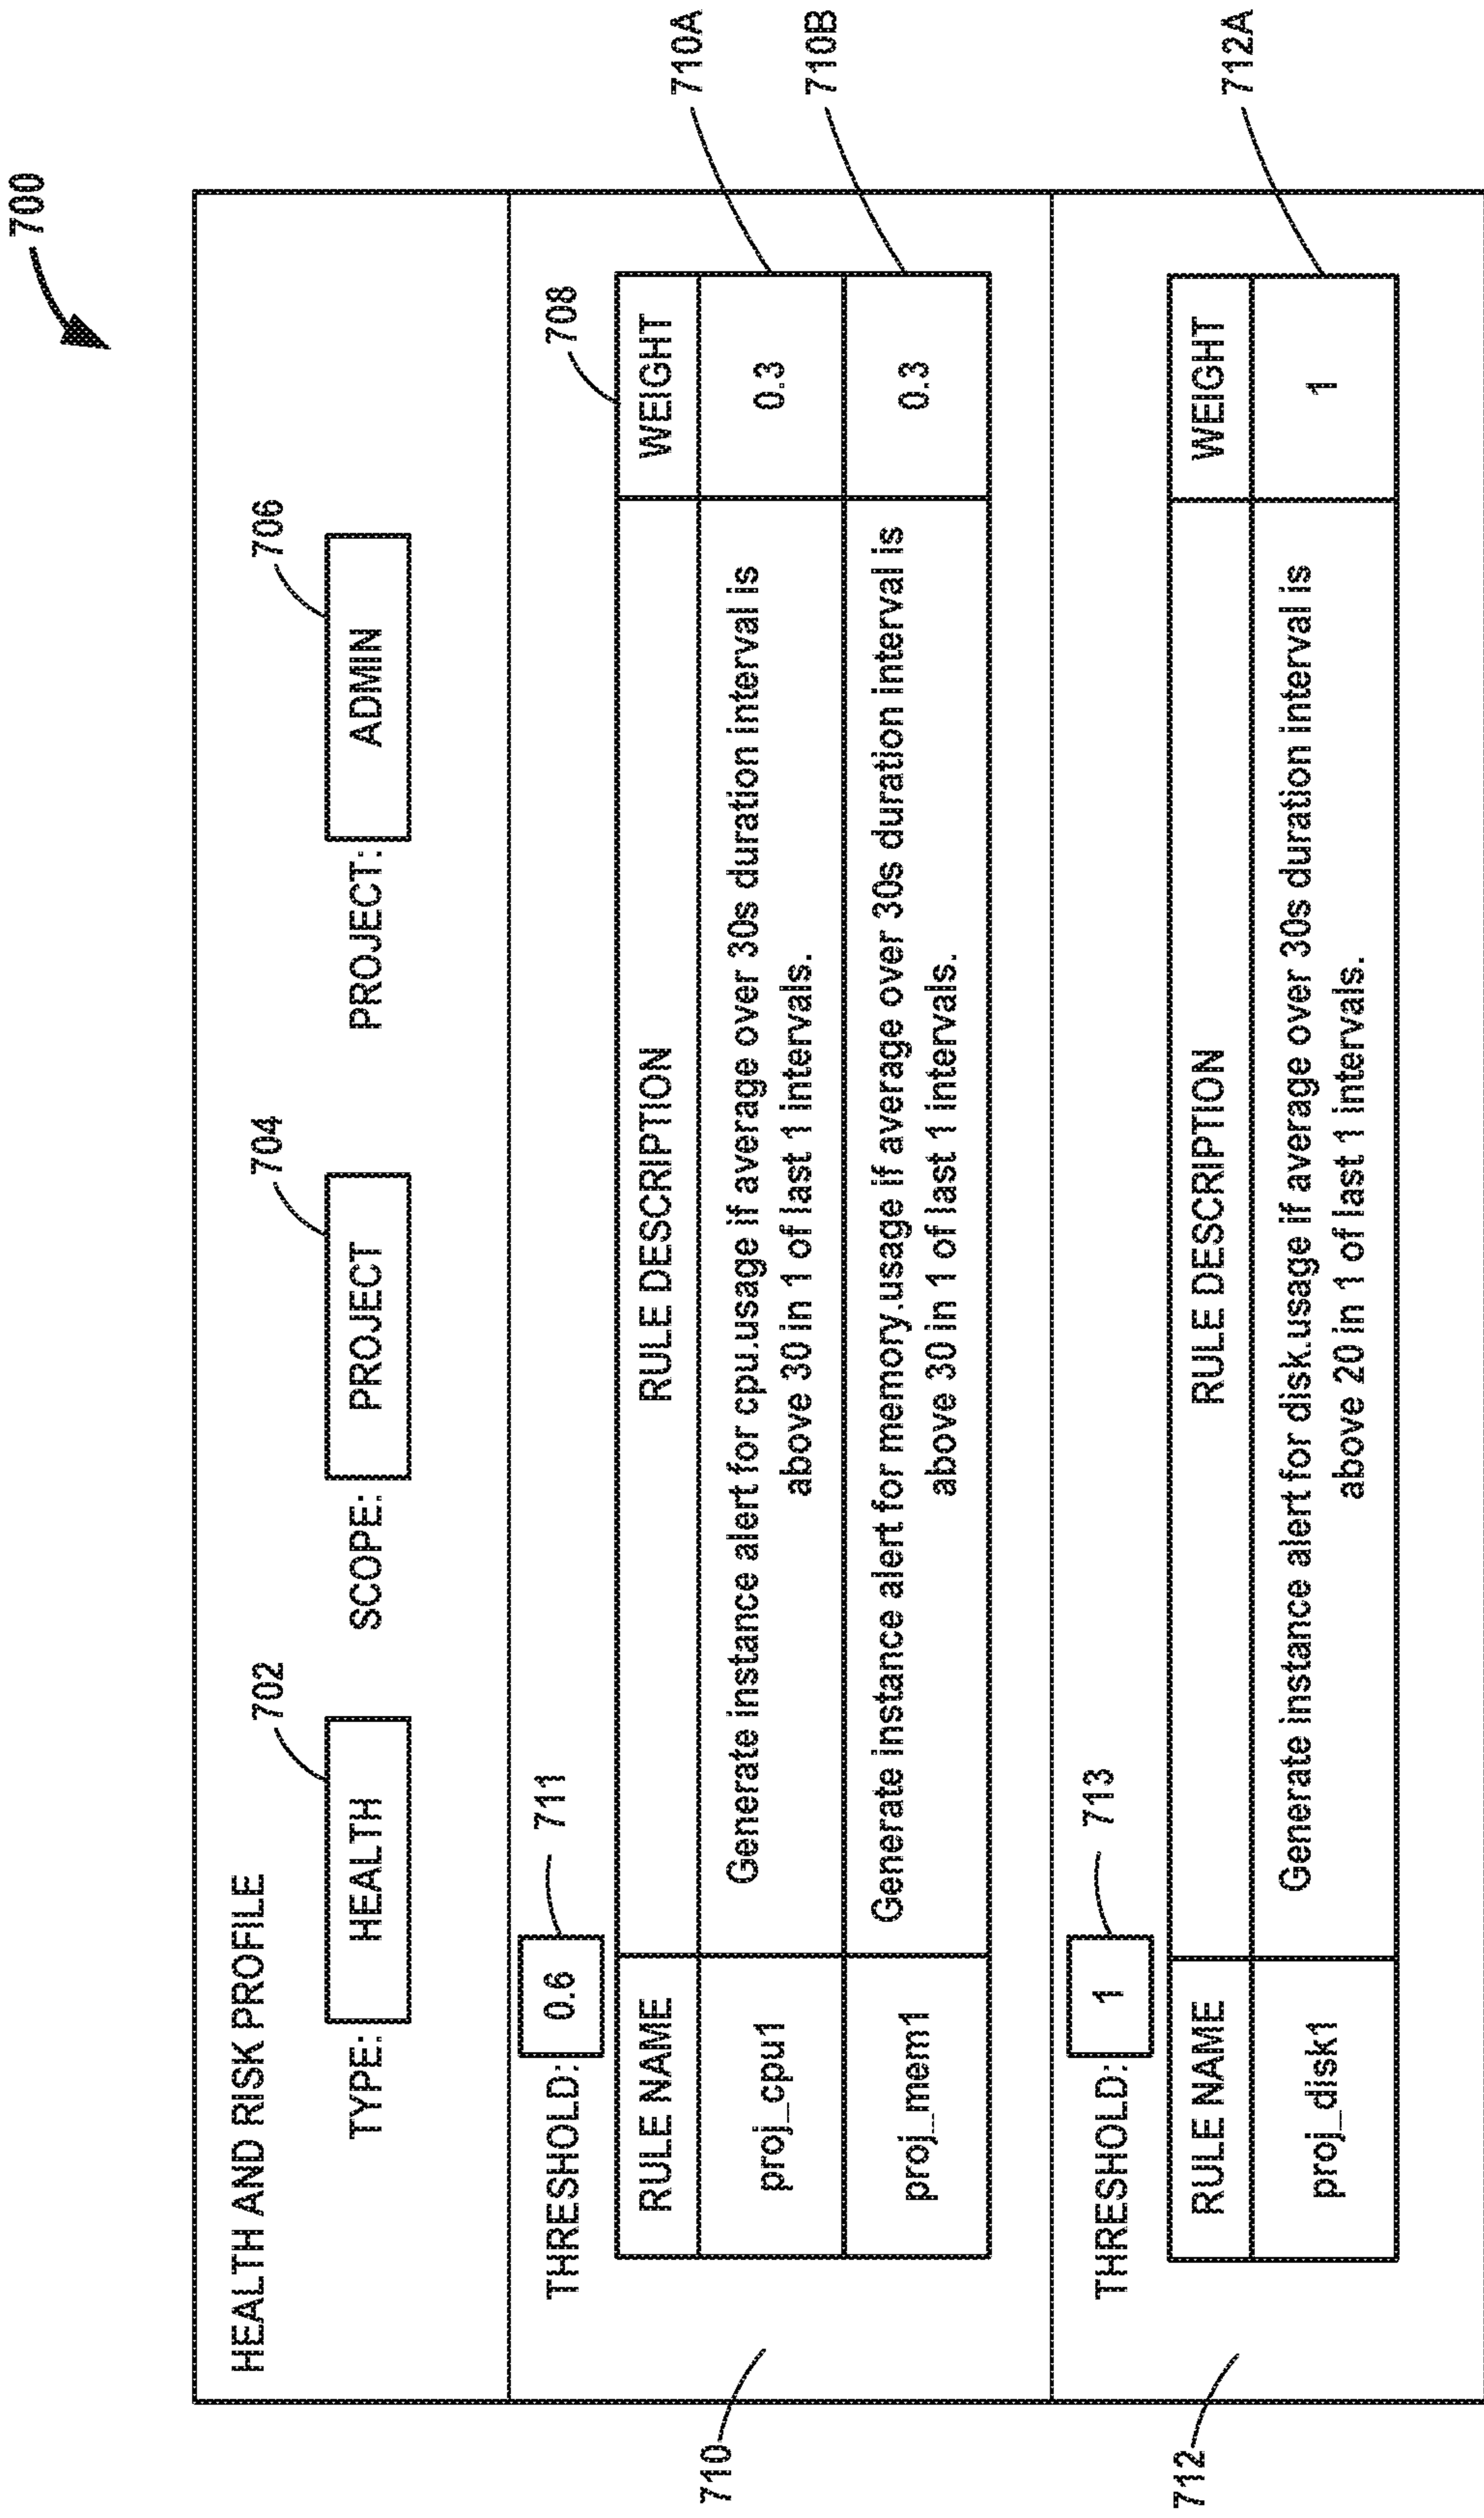 700
HEALTH AND RISK PROFILE
702
704
706
TYPE: HEALTH SCOPE: PROJECT PROJECT: ADMIN
711
708
THRESHOLD: 0.6
RULE NAME RULE DESCRIPTION WEIGHT
proj_cpu1 Generate instance alert for cpu.usage if average over 30s duration interval is 0.3
above 30 in 1 of last 1 intervals.
710A
proj_mem1 Generate instance alert for memory.usage if average over 30s duration interval is 0.3
above 30 in 1 of last 1 intervals.
710B
710
713
THRESHOLD: 1
RULE NAME RULE DESCRIPTION WEIGHT
proj_disk1 Generate instance alert for disk.usage if average over 30s duration interval is 1
above 20 in 1 of last 1 intervals.
712A
712